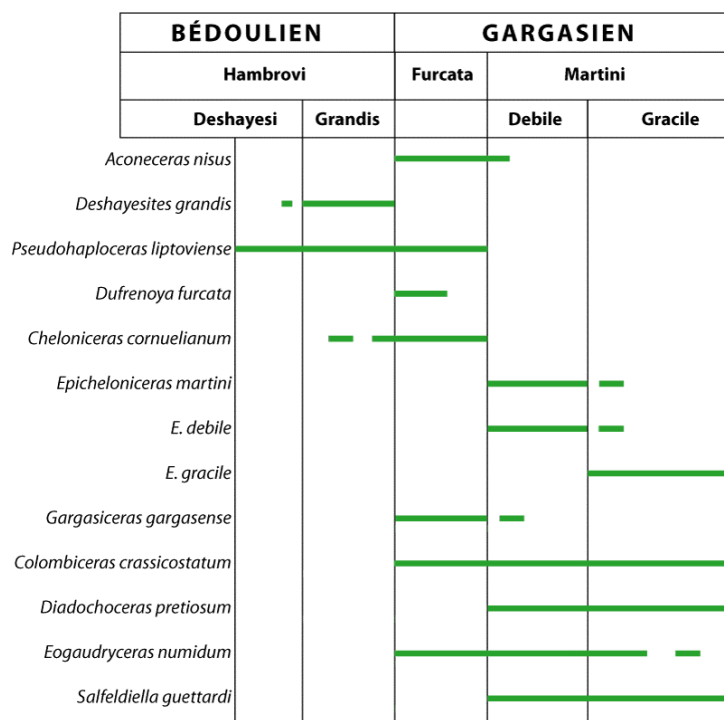 BÉDOULIEN GARGASIEN
Hambrovi Furcata Martini
Deshayesi Grandis Debile Gracile
Aconeceras nisus
Deshayesites grandis
Pseudohaploceras liptoviense
Dufrenoya furcata
Cheloniceras cornuelianum
Epicheloniceras martini
E. debile
E. gracile
Gargasiceras gargasense
Colombiceras crassicostatum
Diadochoceras pretiosum
Eogaudryceras numidum
Salfeldiella guettardi